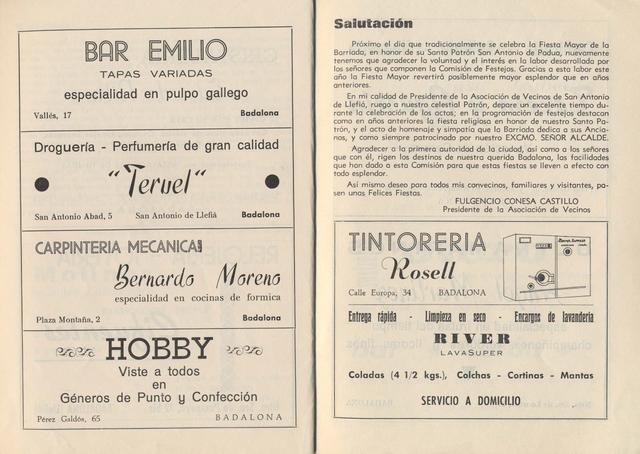 BAR EMILIO
TAPAS VARIADAS
especialidad en pulpo gallego
Vallés, 17 Badalona
Droguería - Perfumería de gran calidad
"Teruel"
San Antonio Abad, 5 San Antonio de Llefiá Badalona
CARPINTERIA MECANICA
Bernardo Moreno
especialidad en cocinas de formica
Plaza Montaña, 2 Badalona
HOBBY
Viste a todos
en
Géneros de Punto y Confección
Pérez Galdós, 65 BADALONA
Salutación
Próximo el día que tradicionalmente se celebra la Fiesta Mayor de la
Barriada, en honor de su Santo Patrón San Antonio de Padua, nuevamente
tenemos que agradecer la voluntad y el interés en la labor desarrollada por
los señores que componen la Comisión de Festejos. Gracias a esta labor este
año la Fiesta Mayor revertirá posiblemente mayor esplendor que en años
anteriores.
En mi calidad de Presidente de la Asociación de Vecinos de San Antonio
de Llefiá, ruego a nuestro celestial Patrón, depare un excelente tiempo du-
rante la celebración de los actos; en la programación de festejos destacan
como en años anteriores la fiesta religiosa en honor de nuestro Santo Pa-
trón, y el acto de homenaje y simpatía que la Barriada dedica a sus Ancia-
nos, y como siempre patrocinado por nuestro EXCMO. SEÑOR ALCALDE.
Agradecer a la primera autoridad de la ciudad, así como a los señores
que con él, rigen los destinos de nuestra querida Badalona, las facilidades
que han dado a esta Comisión para que estas fiestas se lleven a efecto con
todo esplendor.
Así mismo deseo para todos mis convecinos, familiares y visitantes, pa-
sen unas Felices Fiestas.
FULGENCIO CONESA CASTILLO
Presidente de la Asociación de Vecinos
TINTORERIA
Rosell
Calle Europa, 34 BADALONA
Entrega rápida - Limpieza en seco - Encargos de lavandería
RIVER
LAVASUPER
Coladas (4 1/2 kgs.), Colchas - Cortinas - Mantas
SERVICIO A DOMICILIO